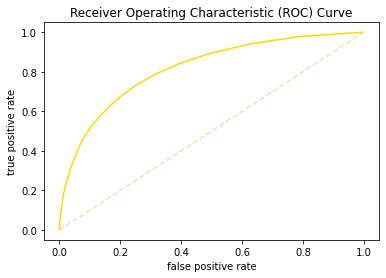 Receiver Operating Characteristic (ROC) Curve
1.0
0.8
0.6
0.4
0.2
0.0
true positive rate
0.0 0.2 0.4 0.6 0.8 1.0
false positive rate